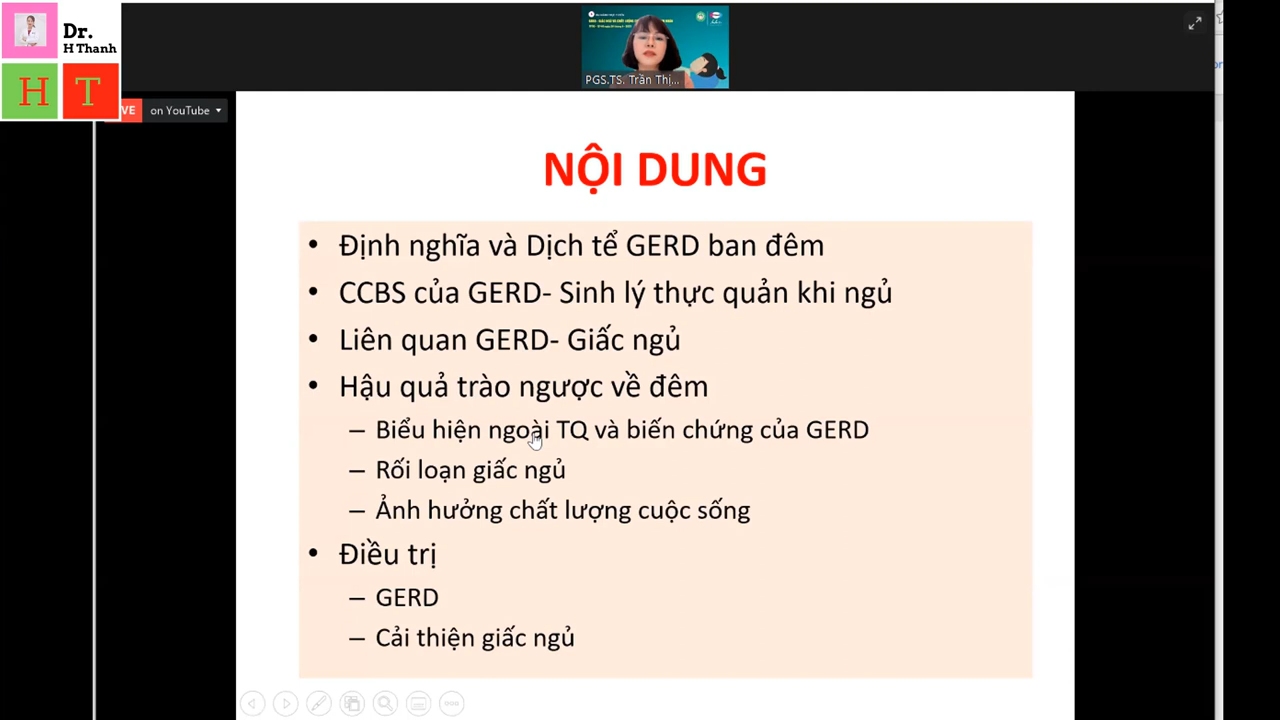 Dr.
H Thanh
H T
VE
on YouTube
PGS.TS. Trần Thị...
NỘI DUNG
• Định nghĩa và Dịch tể GERD ban đêm
• CCBS của GERD- Sinh lý thực quản khi ngủ
• Liên quan GERD- Giấc ngủ
• Hậu quả trào ngược về đêm
– Biểu hiện ngoài TQ và biến chứng của GERD
– Rối loạn giấc ngủ
– Ảnh hưởng chất lượng cuộc sống
• Điều trị
– GERD
– Cải thiện giấc ngủ